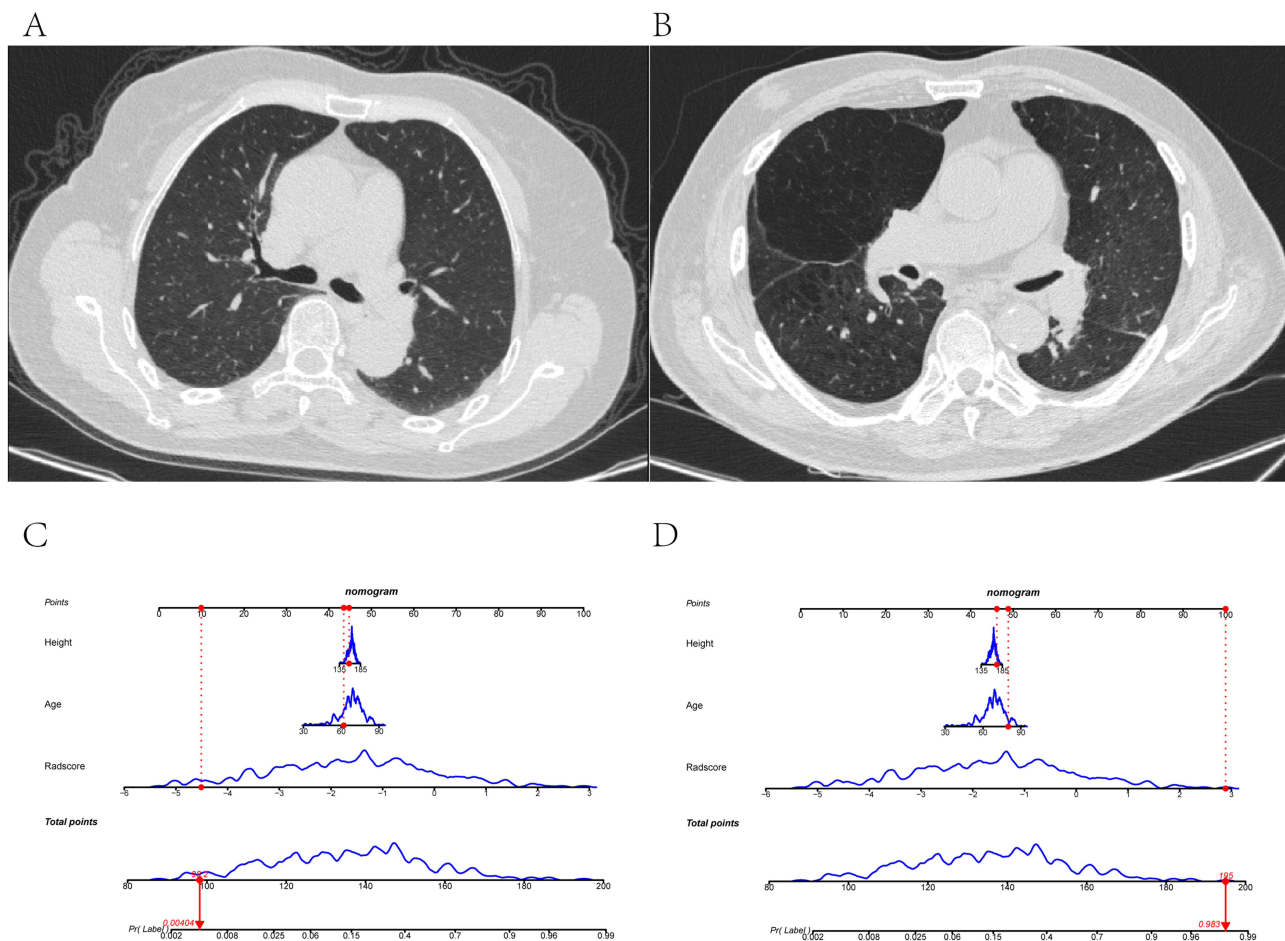 A
B
C
nomogram
Points
0 10 20 30 40 50 60 70 80 90 100
Height
135 185
Age
30 60 90
Radscore
−6 −5 −4 −3 −2 −1 0 1 2 3
Total points
80 100 120 140 160 180 200
0.00404
Pr( Label )
0.002 0.008 0.025 0.06 0.15 0.4 0.7 0.9 0.96 0.99
D
nomogram
Points
0 10 20 30 40 50 60 70 80 90 100
Height
135 185
Age
30 60 90
Radscore
−6 −5 −4 −3 −2 −1 0 1 2 3
Total points
195
80 100 120 140 160 180 200
0.983
Pr( Label )
0.002 0.008 0.025 0.06 0.15 0.4 0.7 0.9 0.96 0.99